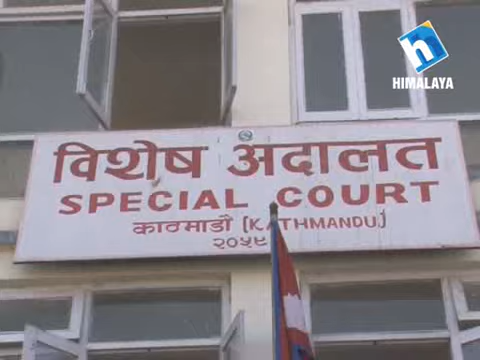 HIMALAYA
विशेष अदालत
SPECIAL COURT
काठमाडौं (KATHMANDU)
२०५९